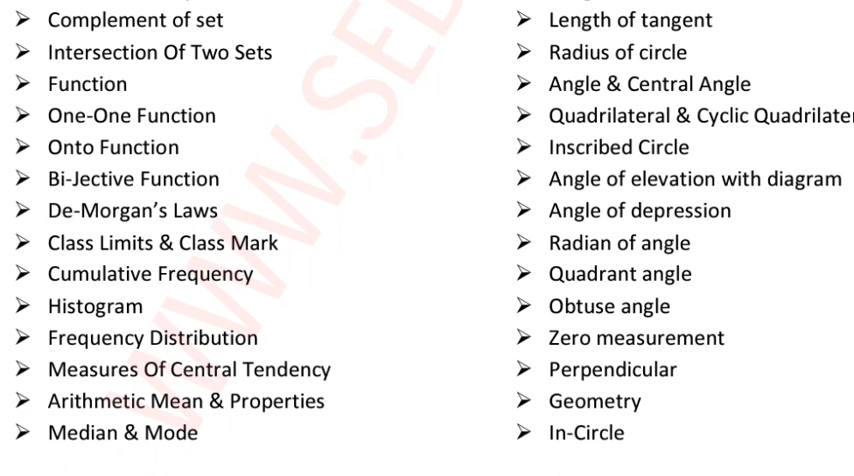 Complement of set
Intersection Of Two Sets
Function
One-One Function
Onto Function
Bi-Jective Function
De-Morgan's Laws
Class Limits & Class Mark
Cumulative Frequency
Histogram
Frequency Distribution
Measures Of Central Tendency
Arithmetic Mean & Properties
Median & Mode
Length of tangent
Radius of circle
Angle & Central Angle
Quadrilateral & Cyclic Quadrilater
Inscribed Circle
Angle of elevation with diagram
Angle of depression
Radian of angle
Quadrant angle
Obtuse angle
Zero measurement
Perpendicular
Geometry
In-Circle